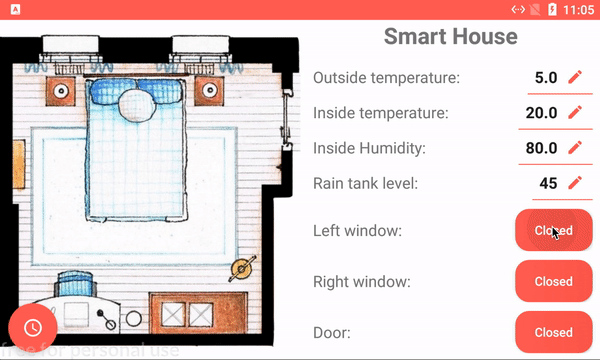 A
11:05
Smart House
Outside temperature: 5.0
Inside temperature: 20.0
Inside Humidity: 80.0
Rain tank level: 45
Left window: Closed
Right window: Closed
Door: Closed
free for personal use